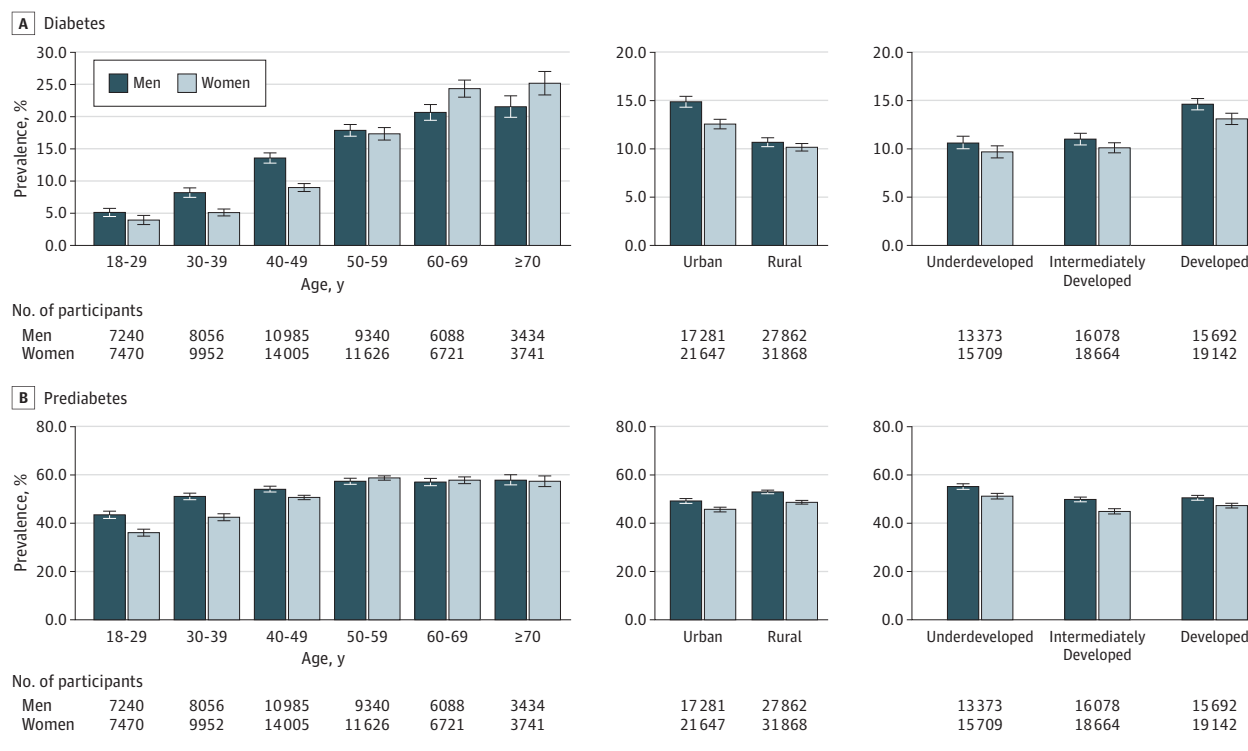 A Diabetes
30.0
25.0
20.0
15.0
10.0
5.0
0.0
Prevalence, %
Men Women
18-29 30-39 40-49 50-59 60-69 ≥70
Age, y
20.0
15.0
10.0
5.0
0.0
Urban Rural
20.0
15.0
10.0
5.0
0.0
Underdeveloped Intermediately Developed Developed
No. of participants
Men 7240 8056 10985 9340 6088 3434 17281 27862 13373 16078 15692
Women 7470 9952 14005 11626 6721 3741 21647 31868 15709 18664 19142
B Prediabetes
80.0
60.0
40.0
20.0
0.0
Prevalence, %
18-29 30-39 40-49 50-59 60-69 ≥70
Age, y
80.0
60.0
40.0
20.0
0.0
Urban Rural
80.0
60.0
40.0
20.0
0.0
Underdeveloped Intermediately Developed Developed
No. of participants
Men 7240 8056 10985 9340 6088 3434 17281 27862 13373 16078 15692
Women 7470 9952 14005 11626 6721 3741 21647 31868 15709 18664 19142